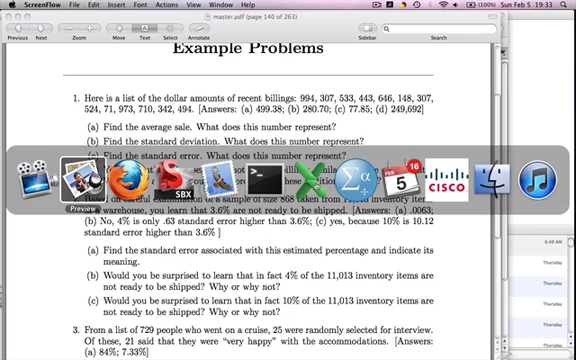 ScreenFlow File Edit Actions Font Arrange View Window Help (100%) Sun Feb 5 19:33
master.pdf (page 140 of 263)
Previous Next Zoom Move Text Select Annotate Sidebar Search
Example Problems
1. Here is a list of the dollar amounts of recent billings: 994, 307, 533, 443, 646, 148, 307,
524, 71, 973, 710, 342, 494. [Answers: (a) 499.38; (b) 280.70; (c) 77.85; (d) 249,692]
(a) Find the average sale. What does this number represent?
(b) Find the standard deviation. What does this number represent?
(c) Find the standard error. What does this number represent?
SBX
FEB
5
16
CISCO
Preview
warehouse, you learn that 3.6% are not ready to be shipped. [Answers: (a) .0063;
(b) No, 4% is only .63 standard error higher than 3.6%; (c) yes, because 10% is 10.12
standard error higher than 3.6% ]
(a) Find the standard error associated with this estimated percentage and indicate its
meaning.
(b) Would you be surprised to learn that in fact 4% of the 11,013 inventory items are
not ready to be shipped? Why or why not?
(c) Would you be surprised to learn that in fact 10% of the 11,013 inventory items are
not ready to be shipped? Why or why not?
3. From a list of 729 people who went on a cruise, 25 were randomly selected for interview.
Of these, 21 said that they were “very happy” with the accommodations. [Answers:
(a) 84%; 7.33%]
6:49 AM
Thursday
Thursday
Thursday
Thursday